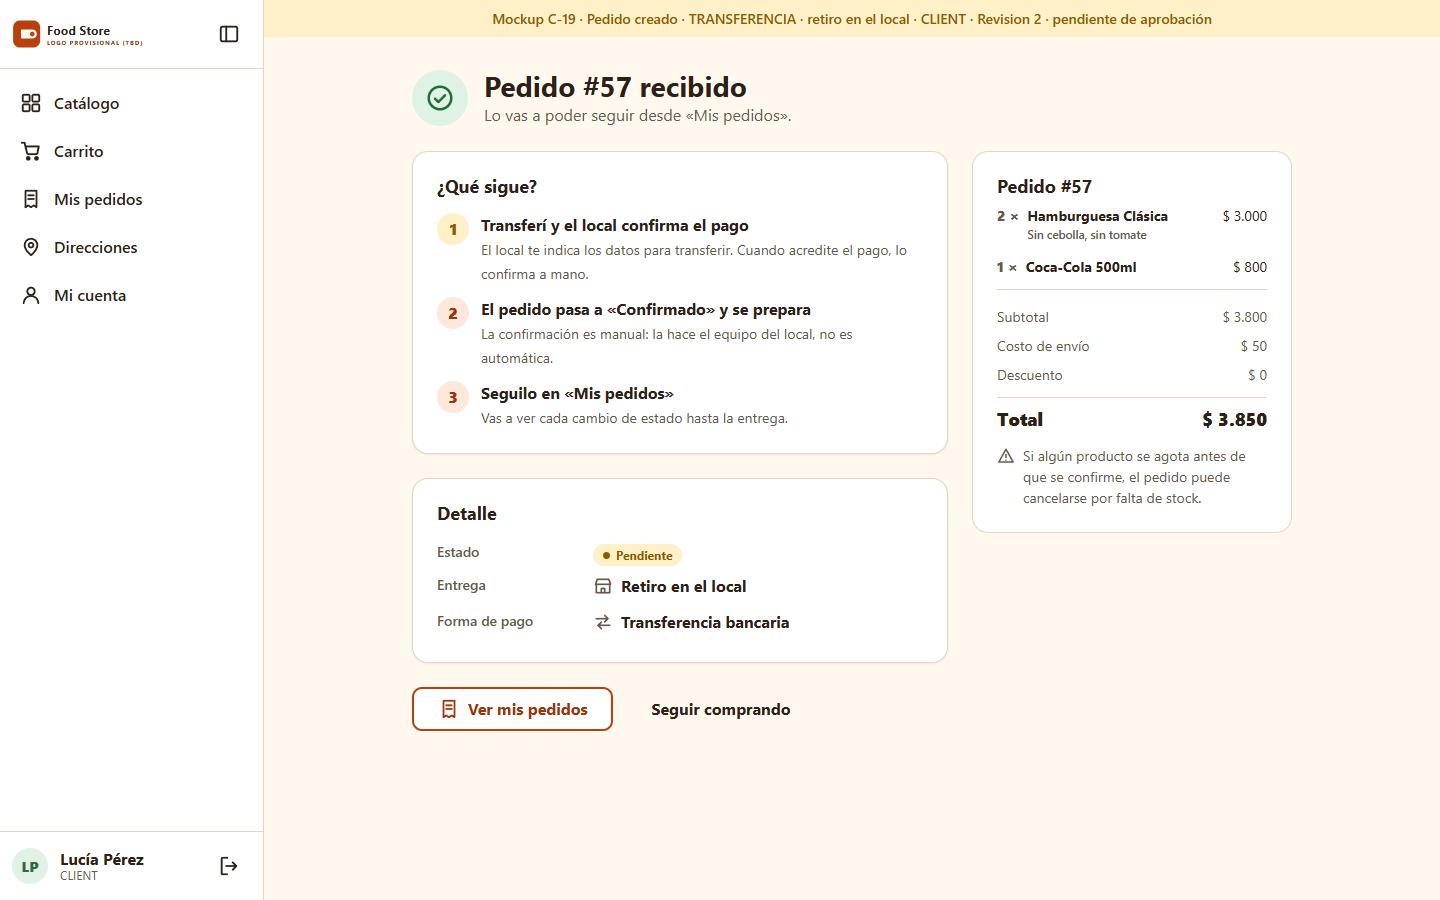 Mockup C-19 · Pedido creado · TRANSFERENCIA · retiro en el local · CLIENT · Revision 2 · pendiente de aprobación
Food Store
LOGO PROVISIONAL (TBD)
Catálogo
Carrito
Mis pedidos
Direcciones
Mi cuenta
LP
Lucía Pérez
CLIENT
Pedido #57 recibido
Lo vas a poder seguir desde «Mis pedidos».
¿Qué sigue?
1
Transferí y el local confirma el pago
El local te indica los datos para transferir. Cuando acredite el pago, lo
confirma a mano.
2
El pedido pasa a «Confirmado» y se prepara
La confirmación es manual: la hace el equipo del local, no es
automática.
3
Seguilo en «Mis pedidos»
Vas a ver cada cambio de estado hasta la entrega.
Detalle
Estado Pendiente
Entrega Retiro en el local
Forma de pago Transferencia bancaria
Ver mis pedidos
Seguir comprando
Pedido #57
2 × Hamburguesa Clásica $ 3.000
Sin cebolla, sin tomate
1 × Coca-Cola 500ml $ 800
Subtotal $ 3.800
Costo de envío $ 50
Descuento $ 0
Total $ 3.850
Si algún producto se agota antes de
que se confirme, el pedido puede
cancelarse por falta de stock.